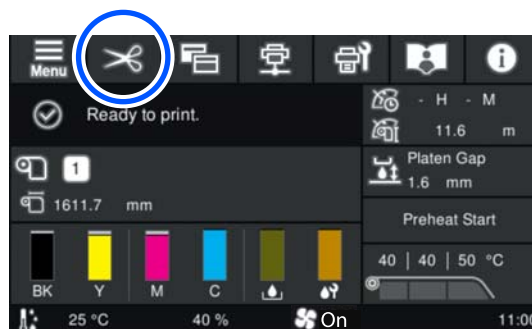 Menu
Ready to print.
- H - M
11.6 m
1
Platen Gap
1.6 mm
1611.7 mm
Preheat Start
40 | 40 | 50 °C
BK Y M C
25 °C 40 % On 11:00